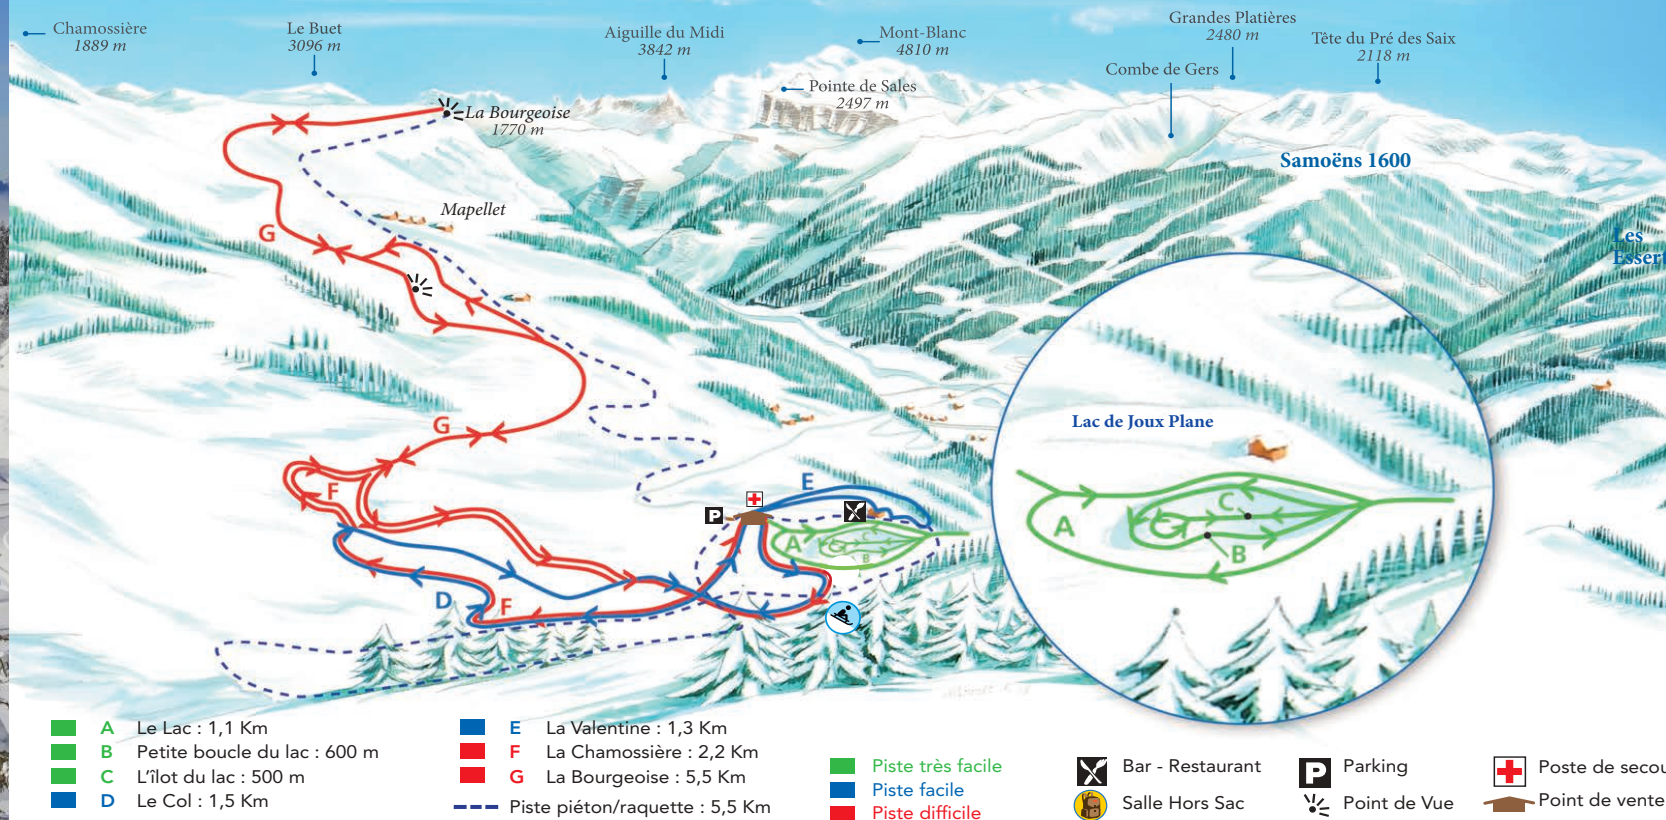 Chamossière
1889 m
Le Buet
3096 m
Aiguille du Midi
3842 m
Mont-Blanc
4810 m
Grandes Platières
2480 m
Tête du Pré des Saix
2118 m
Combe de Gers
Pointe de Sales
2497 m
La Bourgeoise
1770 m
Samoëns 1600
Mapellet
G
Les
Essert
Lac de Joux Plane
G
F
E
P
A
C
B
A
C
B
D
F
A Le Lac : 1,1 Km
B Petite boucle du lac : 600 m
C L'îlot du lac : 500 m
D Le Col : 1,5 Km
E La Valentine : 1,3 Km
F La Chamossière : 2,2 Km
G La Bourgeoise : 5,5 Km
Piste piéton/raquette : 5,5 Km
Piste très facile
Piste facile
Piste difficile
Bar - Restaurant
Salle Hors Sac
P Parking
Point de Vue
Poste de secou
Point de vente